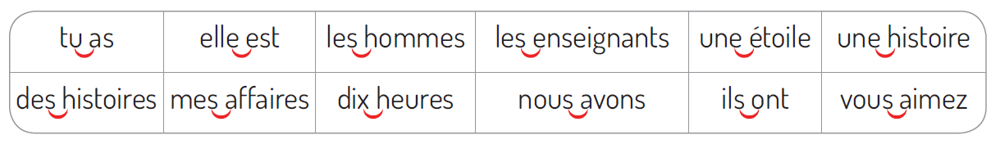 tu as elle est les hommes les enseignants une étoile une histoire
des histoires mes affaires dix heures nous avons ils ont vous aimez